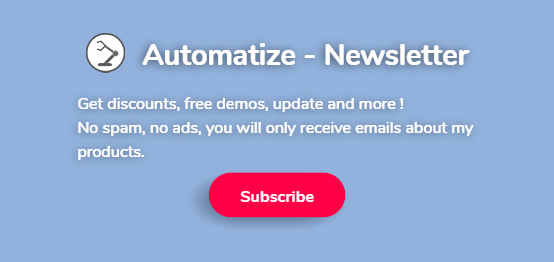 Automatize - Newsletter
Get discounts, free demos, update and more !
No spam, no ads, you will only receive emails about my
products.
Subscribe